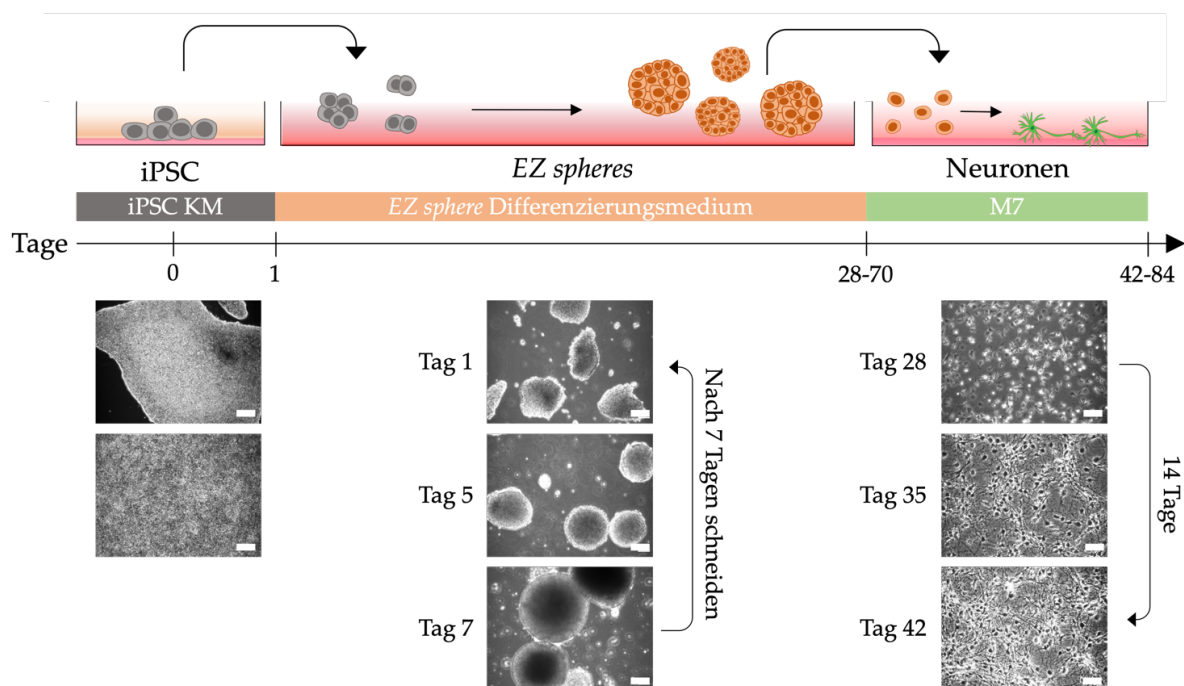 iPSC
EZ spheres
Neuronen
iPSC KM
EZ sphere Differenzierungsmedium
M7
Tage
0
1
28-70
42-84
Tag 1
Tag 5
Tag 7
Nach 7 Tagen schneiden
Tag 28
Tag 35
Tag 42
14 Tage